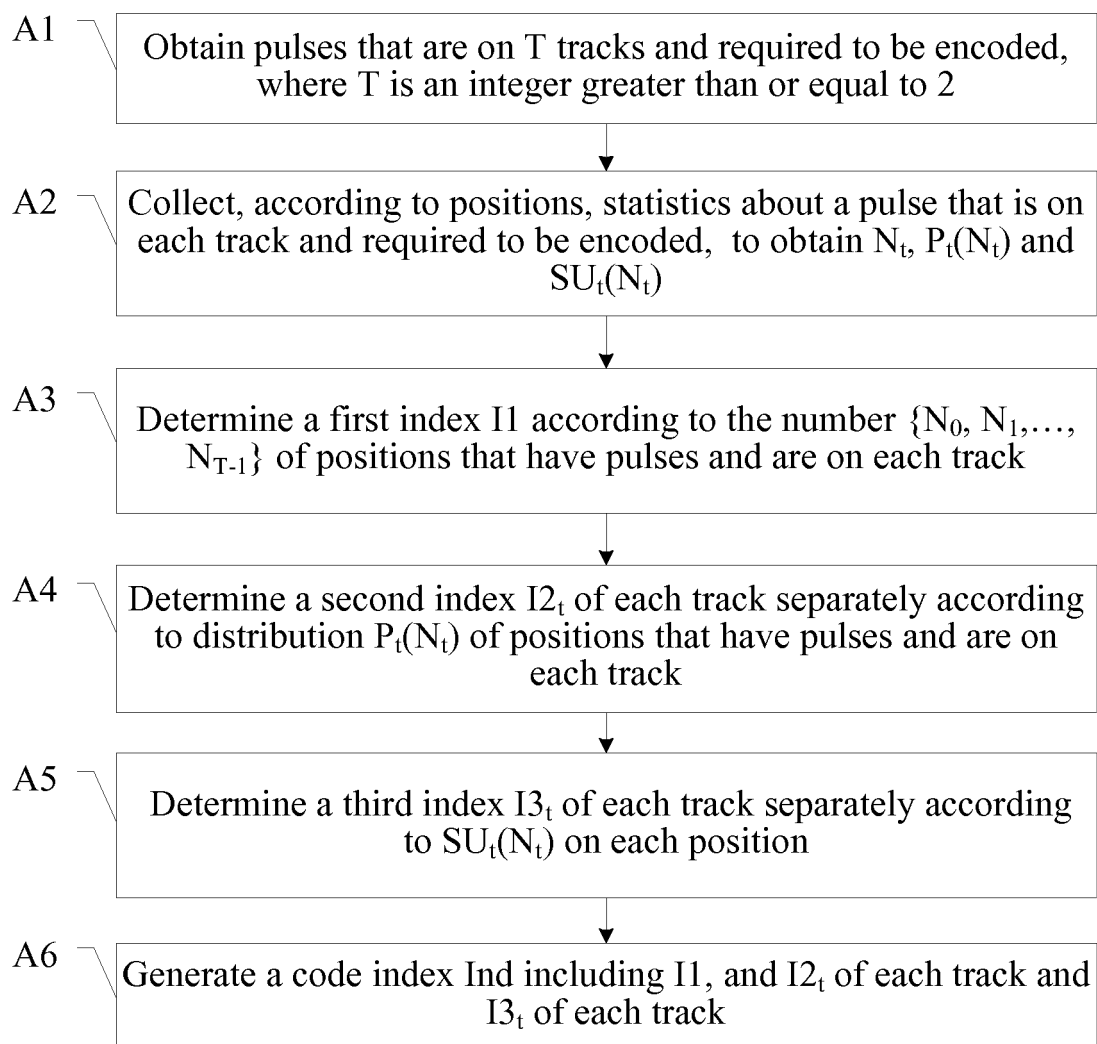 A1
Obtain pulses that are on T tracks and required to be encoded,
where T is an integer greater than or equal to 2
A2
Collect, according to positions, statistics about a pulse that is on
each track and required to be encoded, to obtain Nₜ, Pₜ(Nₜ) and
SUₜ(Nₜ)
A3
Determine a first index I1 according to the number {N₀, N₁,…,
N_T-1} of positions that have pulses and are on each track
A4
Determine a second index I2ₜ of each track separately according
to distribution Pₜ(Nₜ) of positions that have pulses and are on
each track
A5
Determine a third index I3ₜ of each track separately according
to SUₜ(Nₜ) on each position
A6
Generate a code index Ind including I1, and I2ₜ of each track and
I3ₜ of each track